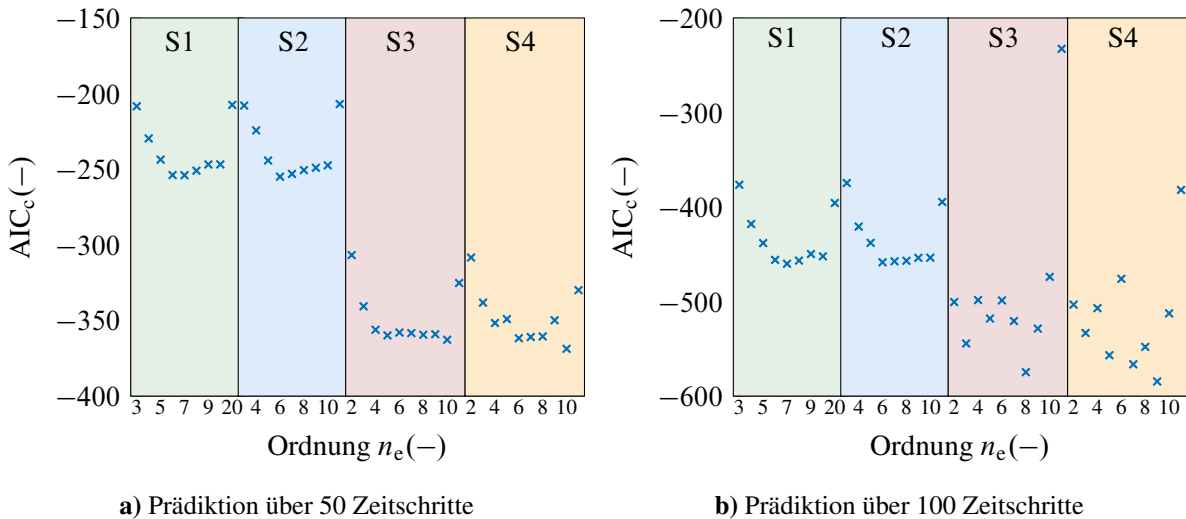 S1 S2 S3 S4
−150
−200
−250
−300
−350
−400
AICc(−)
3 5 7 9 20 4 6 8 10 2 4 6 8 10 2 4 6 8 10
Ordnung ne(−)
a) Prädiktion über 50 Zeitschritte
S1 S2 S3 S4
−200
−300
−400
−500
−600
AICc(−)
3 5 7 9 20 4 6 8 10 2 4 6 8 10 2 4 6 8 10
Ordnung ne(−)
b) Prädiktion über 100 Zeitschritte